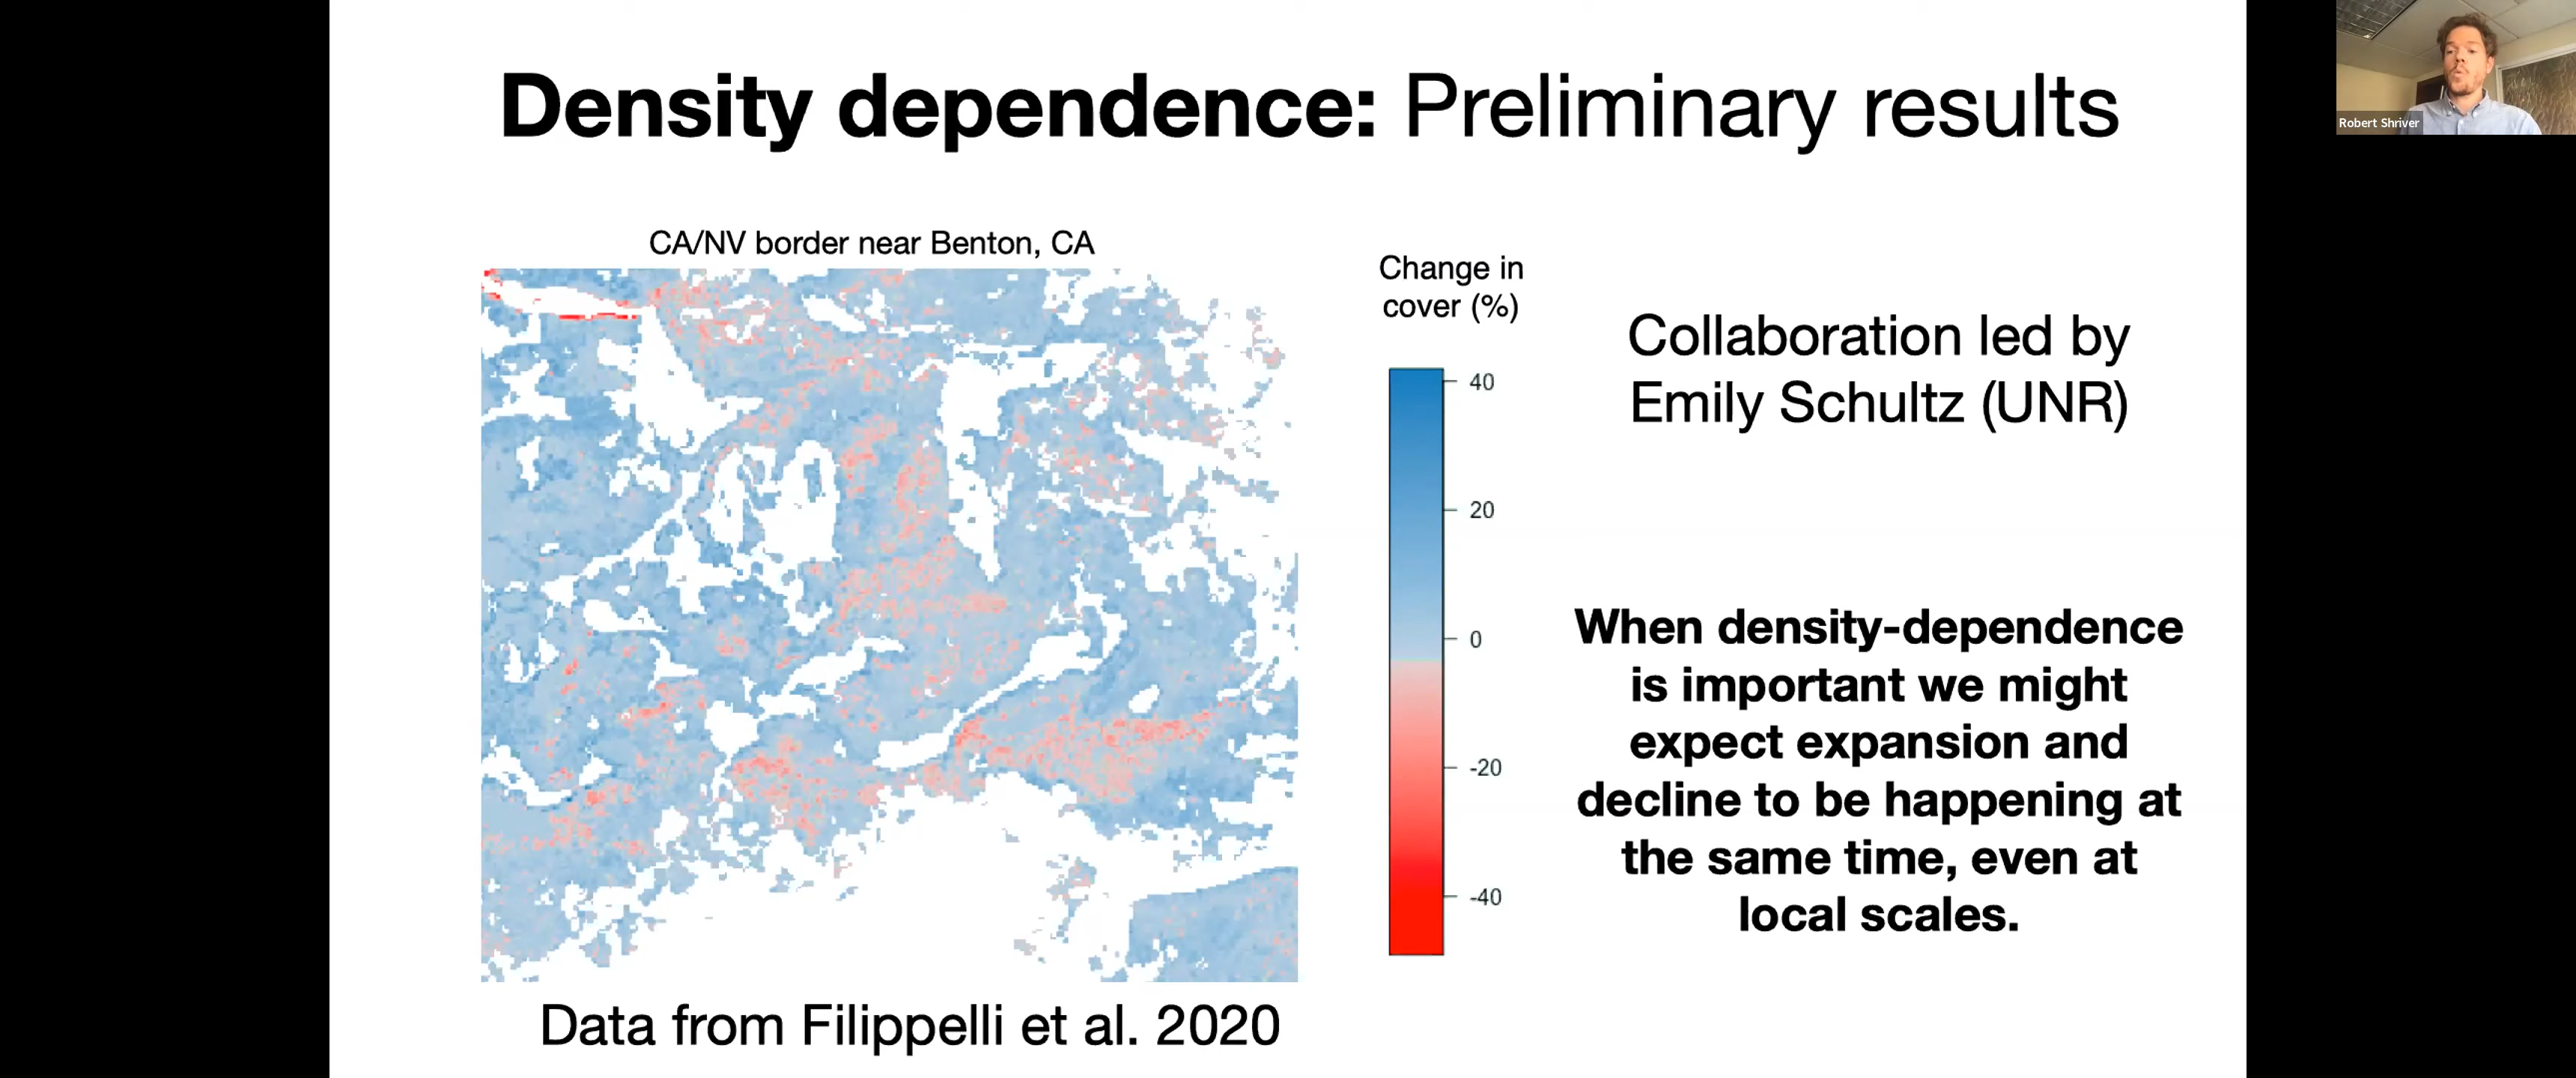 Density dependence: Preliminary results
Robert Shriver
CA/NV border near Benton, CA
Change in
cover (%)
40
20
0
-20
-40
Collaboration led by
Emily Schultz (UNR)
When density-dependence
is important we might
expect expansion and
decline to be happening at
the same time, even at
local scales.
Data from Filippelli et al. 2020